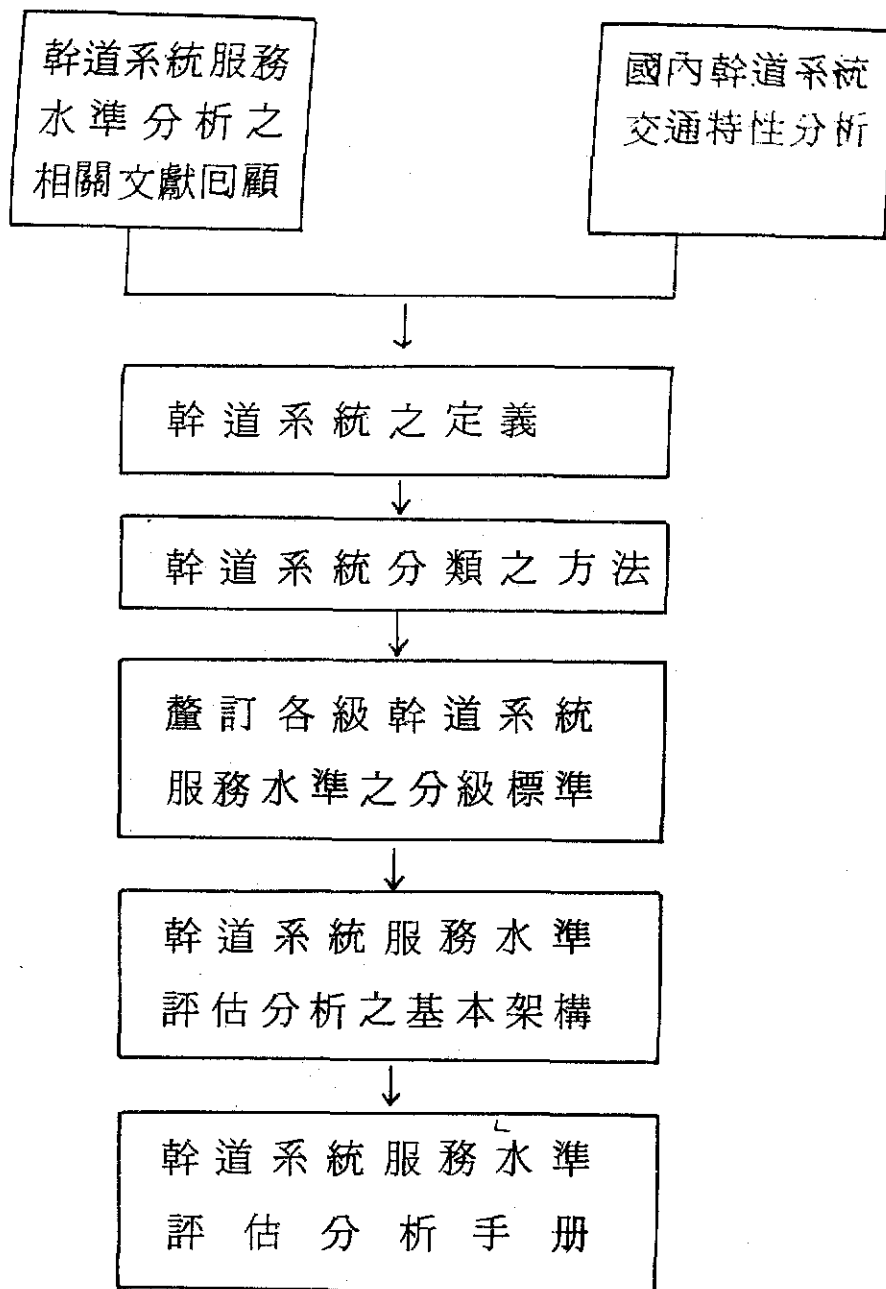 幹道系統服務
水準分析之
相關文獻回顧
國內幹道系統
交通特性分析
幹道系統之定義
幹道系統分類之方法
釐訂各級幹道系統
服務水準之分級標準
幹道系統服務水準
評估分析之基本架構
幹道系統服務水準
評估分析手册